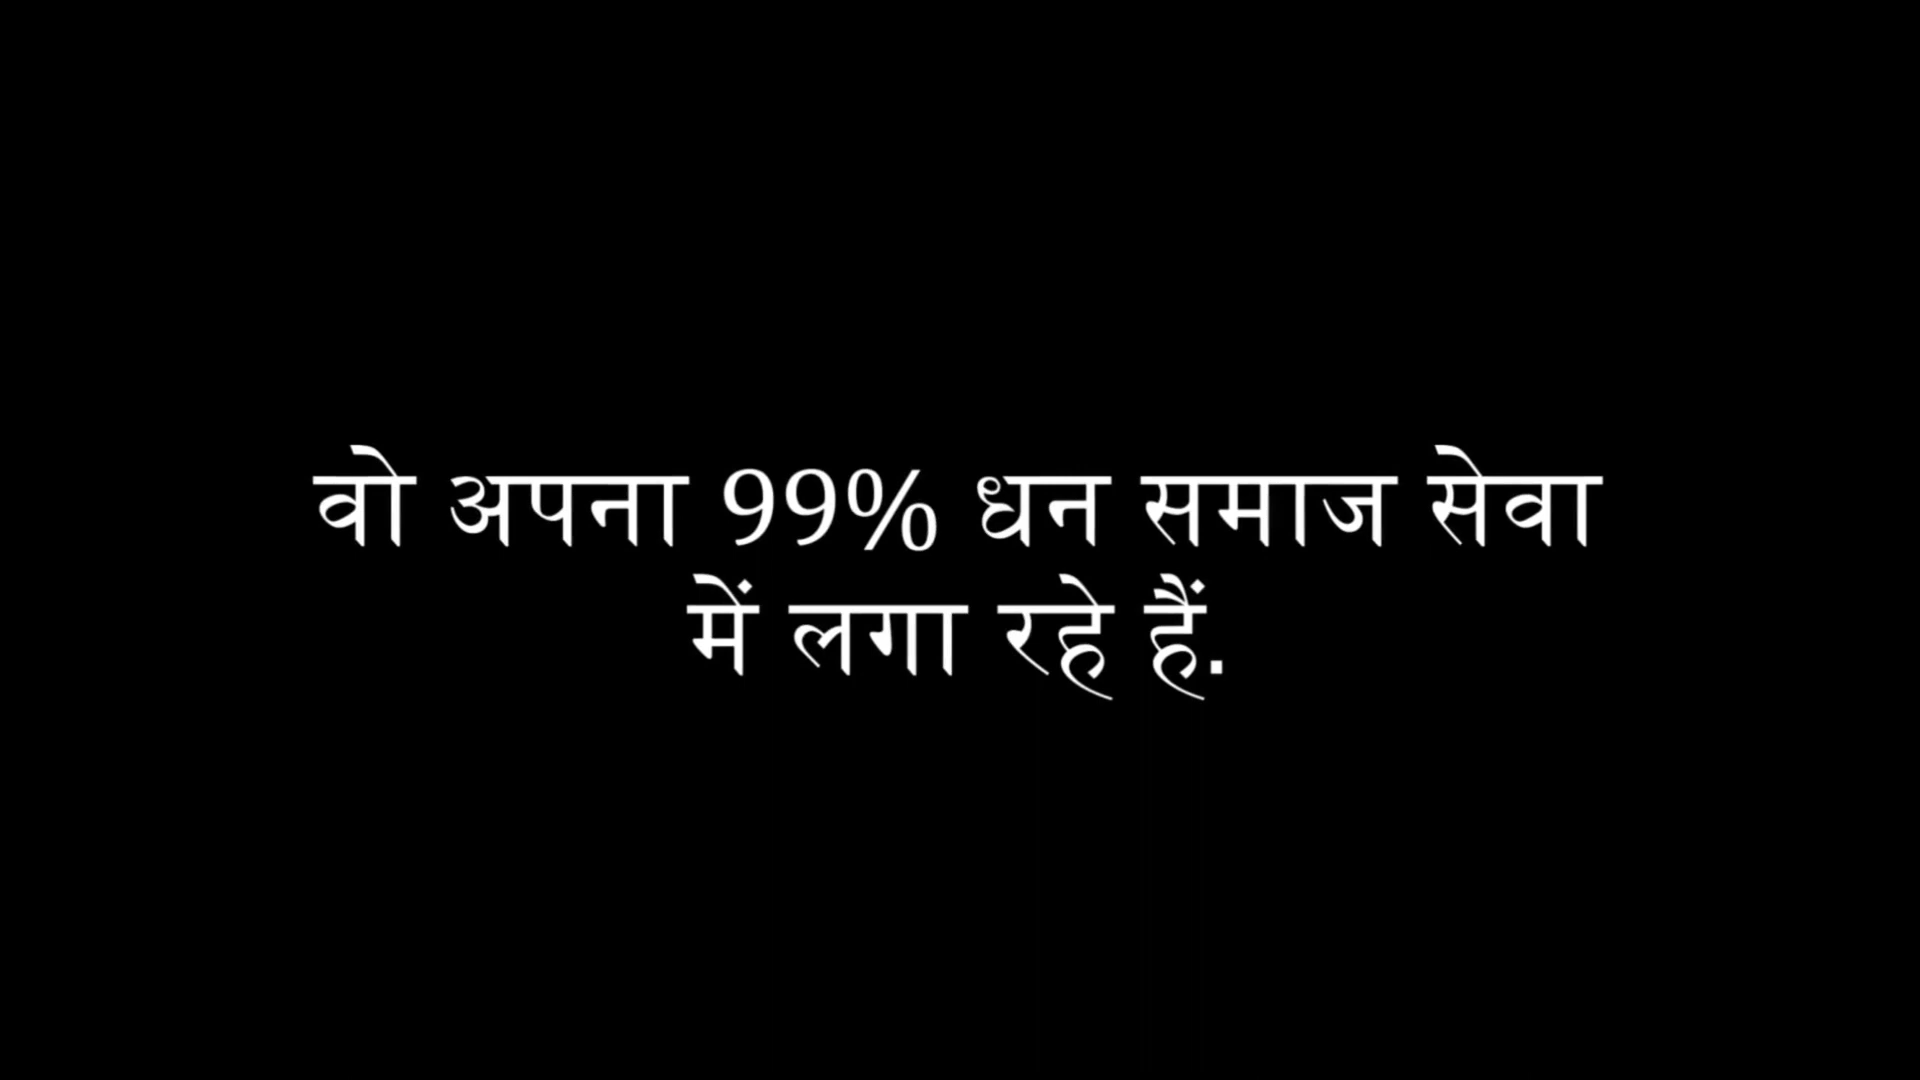 वो अपना 99% धन समाज सेवा
में लगा रहे हैं.